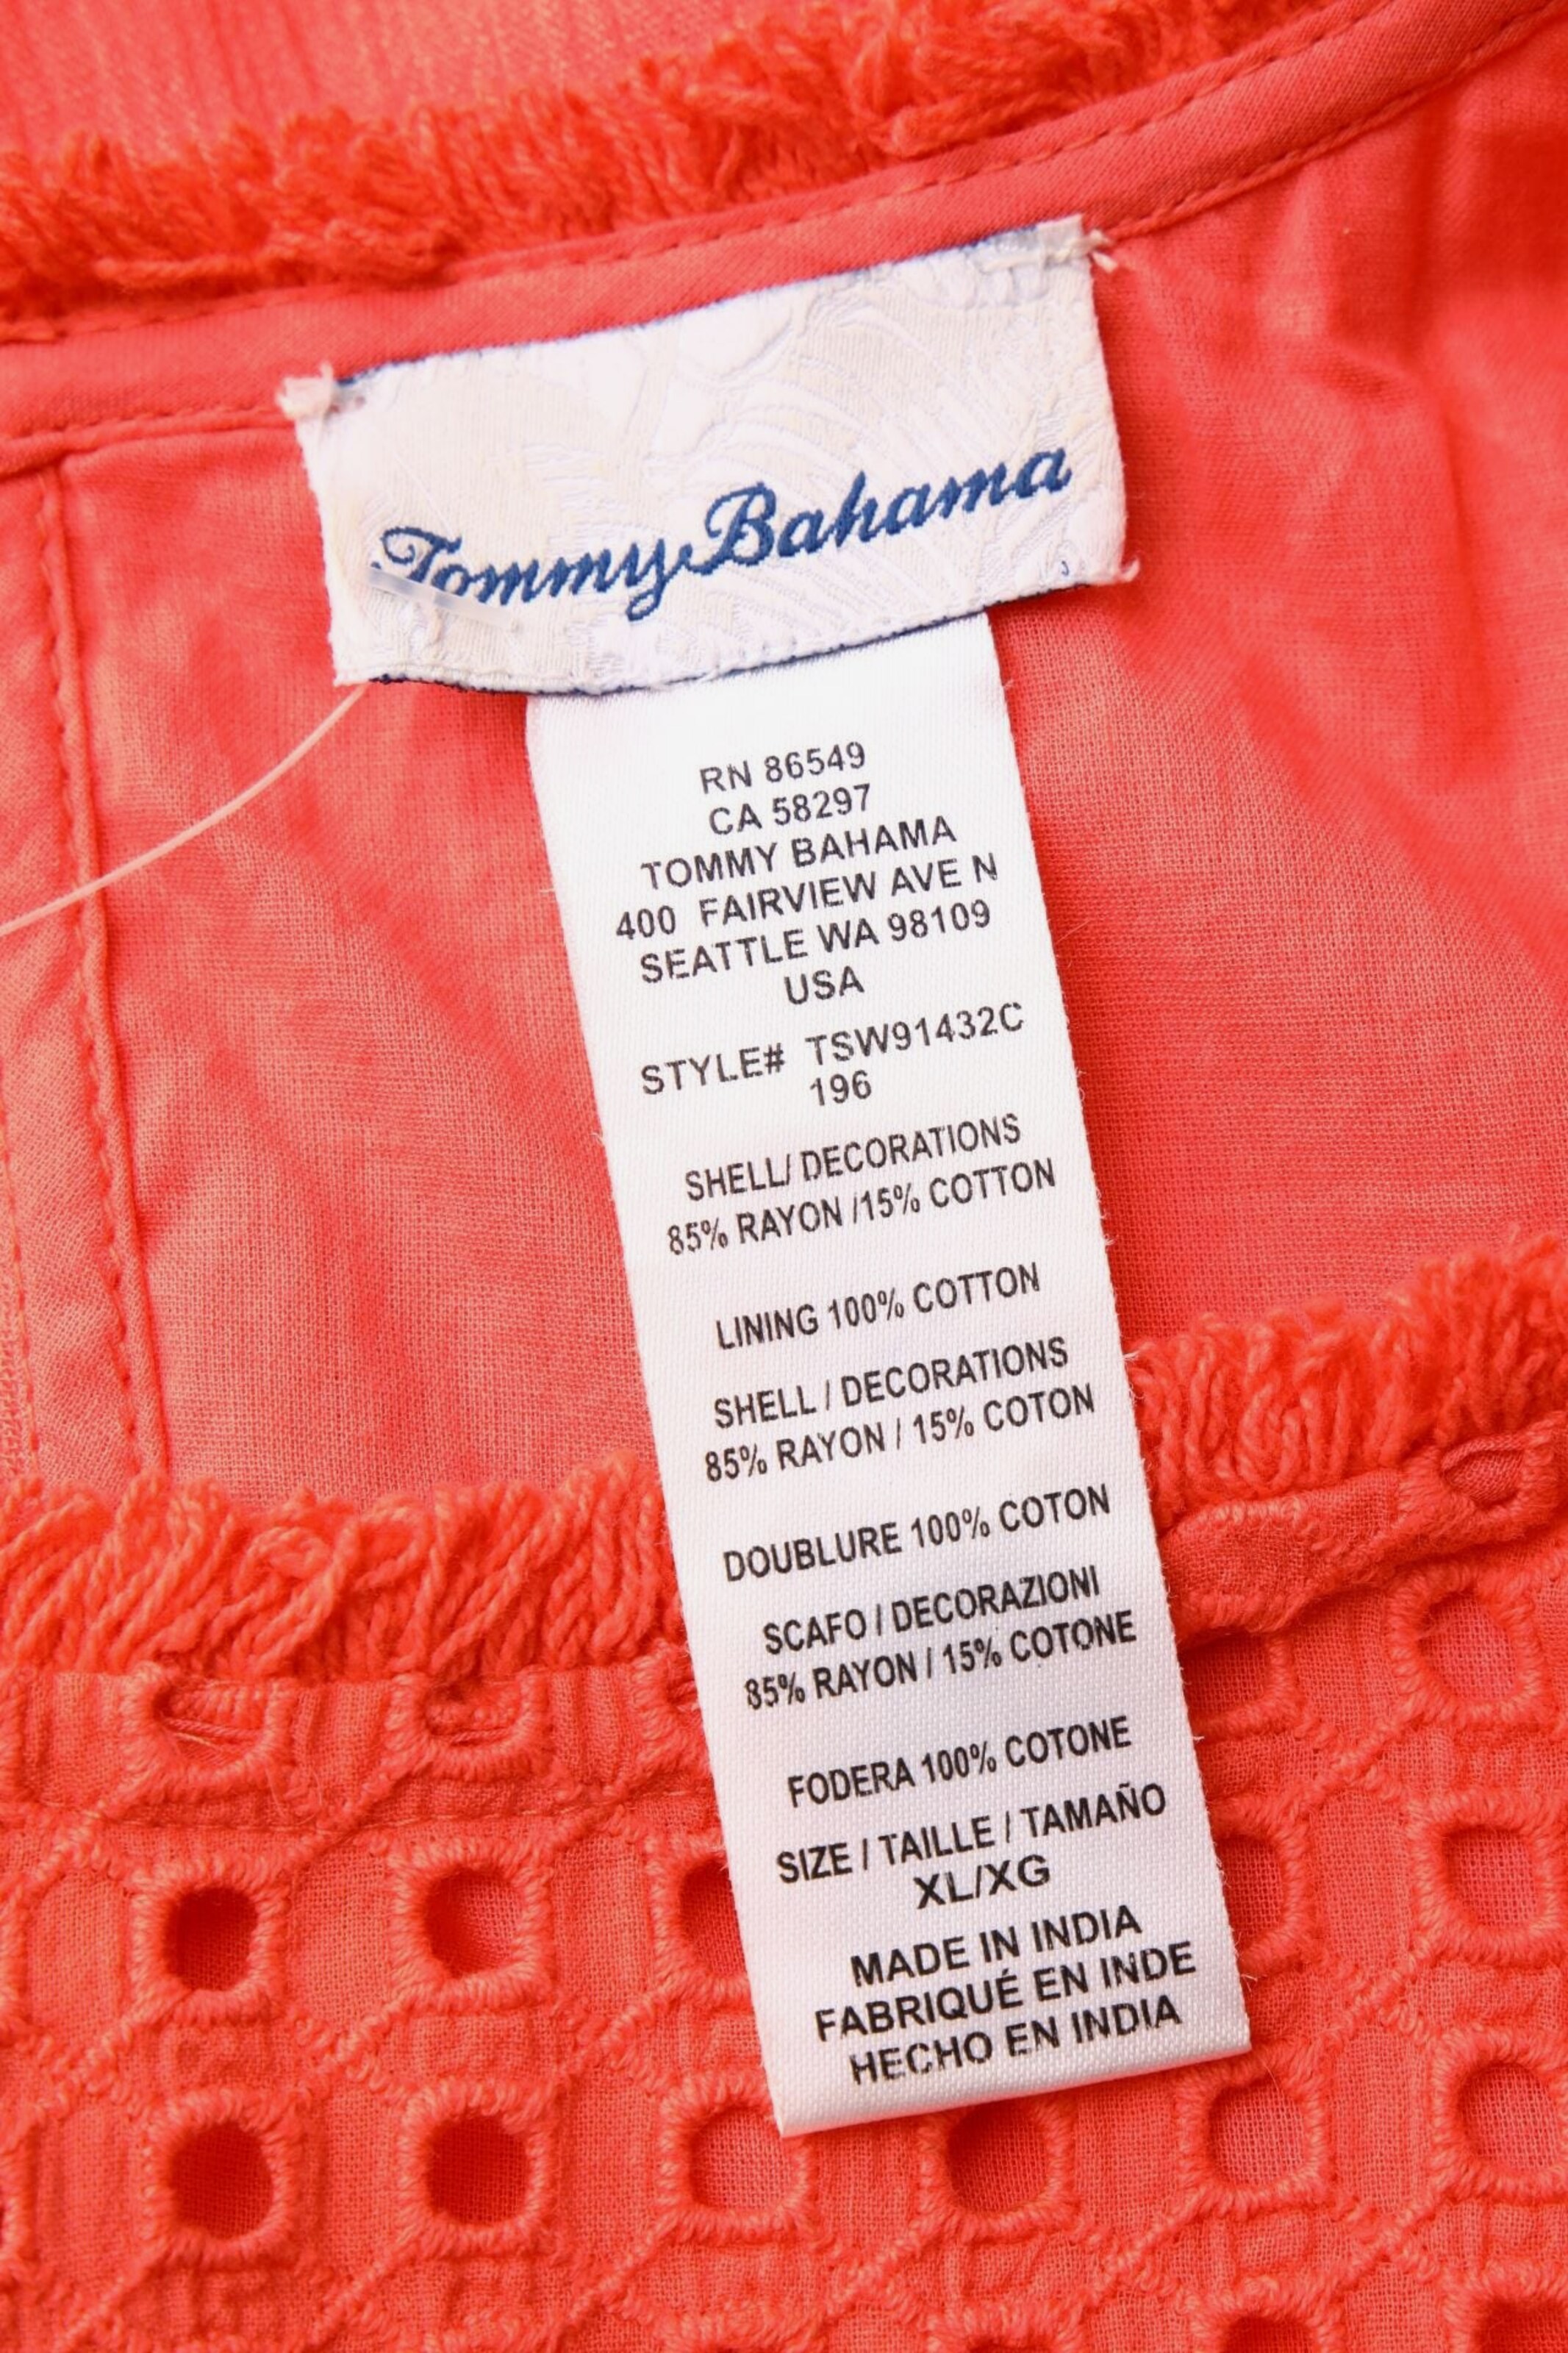 Tommy Bahama
RN 86549
CA 58297
TOMMY BAHAMA
400 FAIRVIEW AVE N
SEATTLE WA 98109
USA
STYLE# TSW91432C
196
SHELL/ DECORATIONS
85% RAYON /15% COTTON
LINING 100% COTTON
SHELL / DECORATIONS
85% RAYON / 15% COTON
DOUBLURE 100% COTON
SCAFO / DECORAZIONI
85% RAYON / 15% COTONE
FODERA 100% COTONE
SIZE / TAILLE / TAMAÑO
XL/XG
MADE IN INDIA
FABRIQUÉ EN INDE
HECHO EN INDIA